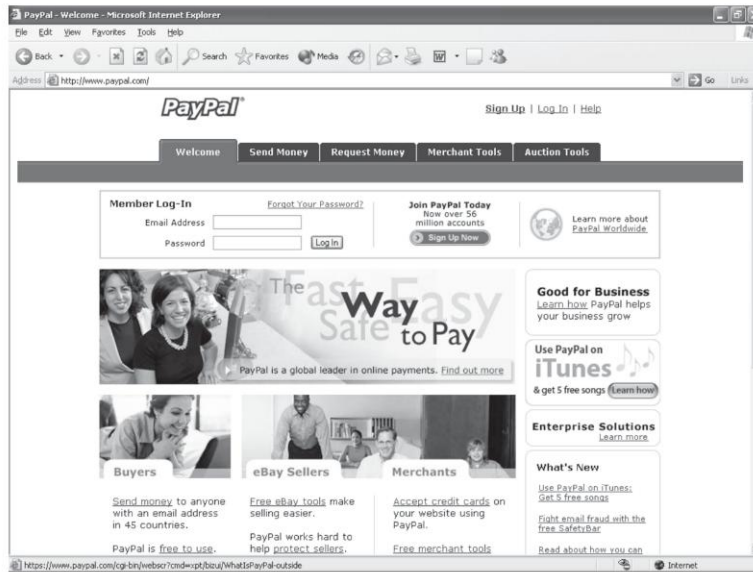 PayPal - Welcome - Microsoft Internet Explorer
File Edit View Favorites Tools Help
Back Search Favorites Media W
Address http://www.paypal.com/ Go Links
PayPal®
Sign Up | Log In | Help
Welcome Send Money Request Money Merchant Tools Auction Tools
Member Log-In Forgot Your Password?
Email Address
Password Log In
Join PayPal Today
Now over 56
million accounts
Sign Up Now
Learn more about
PayPal Worldwide
The Fast Easy
Safe Way
to Pay
PayPal is a global leader in online payments. Find out more
Good for Business
Learn how PayPal helps
your business grow
Use PayPal on
iTunes
& get 5 free songs Learn how
Enterprise Solutions
Learn more
Buyers
Send money to anyone
with an email address
in 45 countries.
PayPal is free to use.
eBay Sellers
Free eBay tools make
selling easier.
PayPal works hard to
help protect sellers.
Merchants
Accept credit cards on
your website using
PayPal.
Free merchant tools
What's New
Use PayPal on iTunes:
Get 5 free songs
Fight email fraud with the
free SafetyBar
Read about how you can
https://www.paypal.com/cgi-bin/webscr?cmd=xpt/bizui/WhatIsPayPal-outside Internet